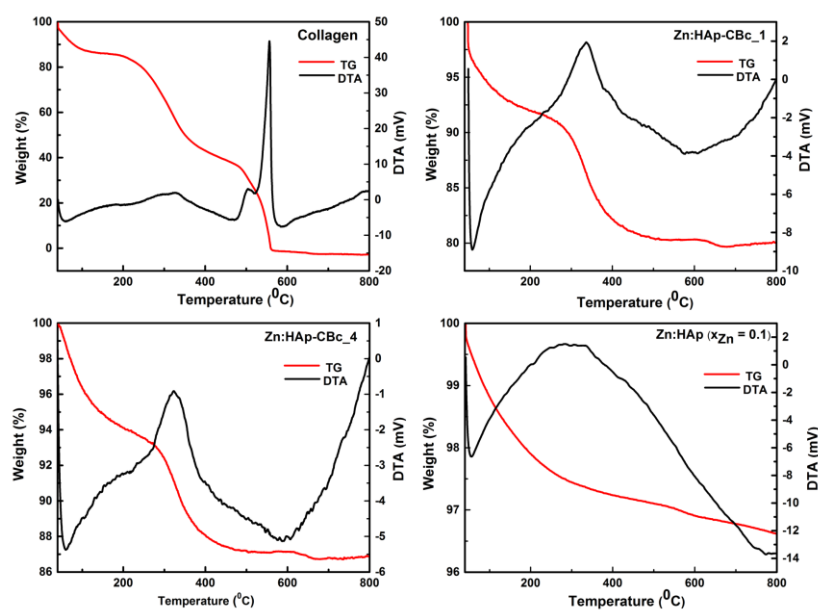 Collagen
TG
DTA
Weight (%)
DTA (mV)
Temperature (⁰C)
100
80
60
40
20
0
50
40
30
20
10
0
-10
-20
200 400 600 800
Zn:HAp-CBc_1
TG
DTA
Weight (%)
DTA (mV)
Temperature (⁰C)
100
95
90
85
80
2
0
-2
-4
-6
-8
-10
200 400 600 800
Zn:HAp-CBc_4
TG
DTA
Weight (%)
DTA (mV)
Temperature (⁰C)
100
98
96
94
92
90
88
86
1
0
-1
-2
-3
-4
-5
-6
200 400 600 800
Zn:HAp (xZn = 0.1)
TG
DTA
Weight (%)
DTA (mV)
Temperature (⁰C)
100
99
98
97
96
2
0
-2
-4
-6
-8
-10
-12
-14
200 400 600 800